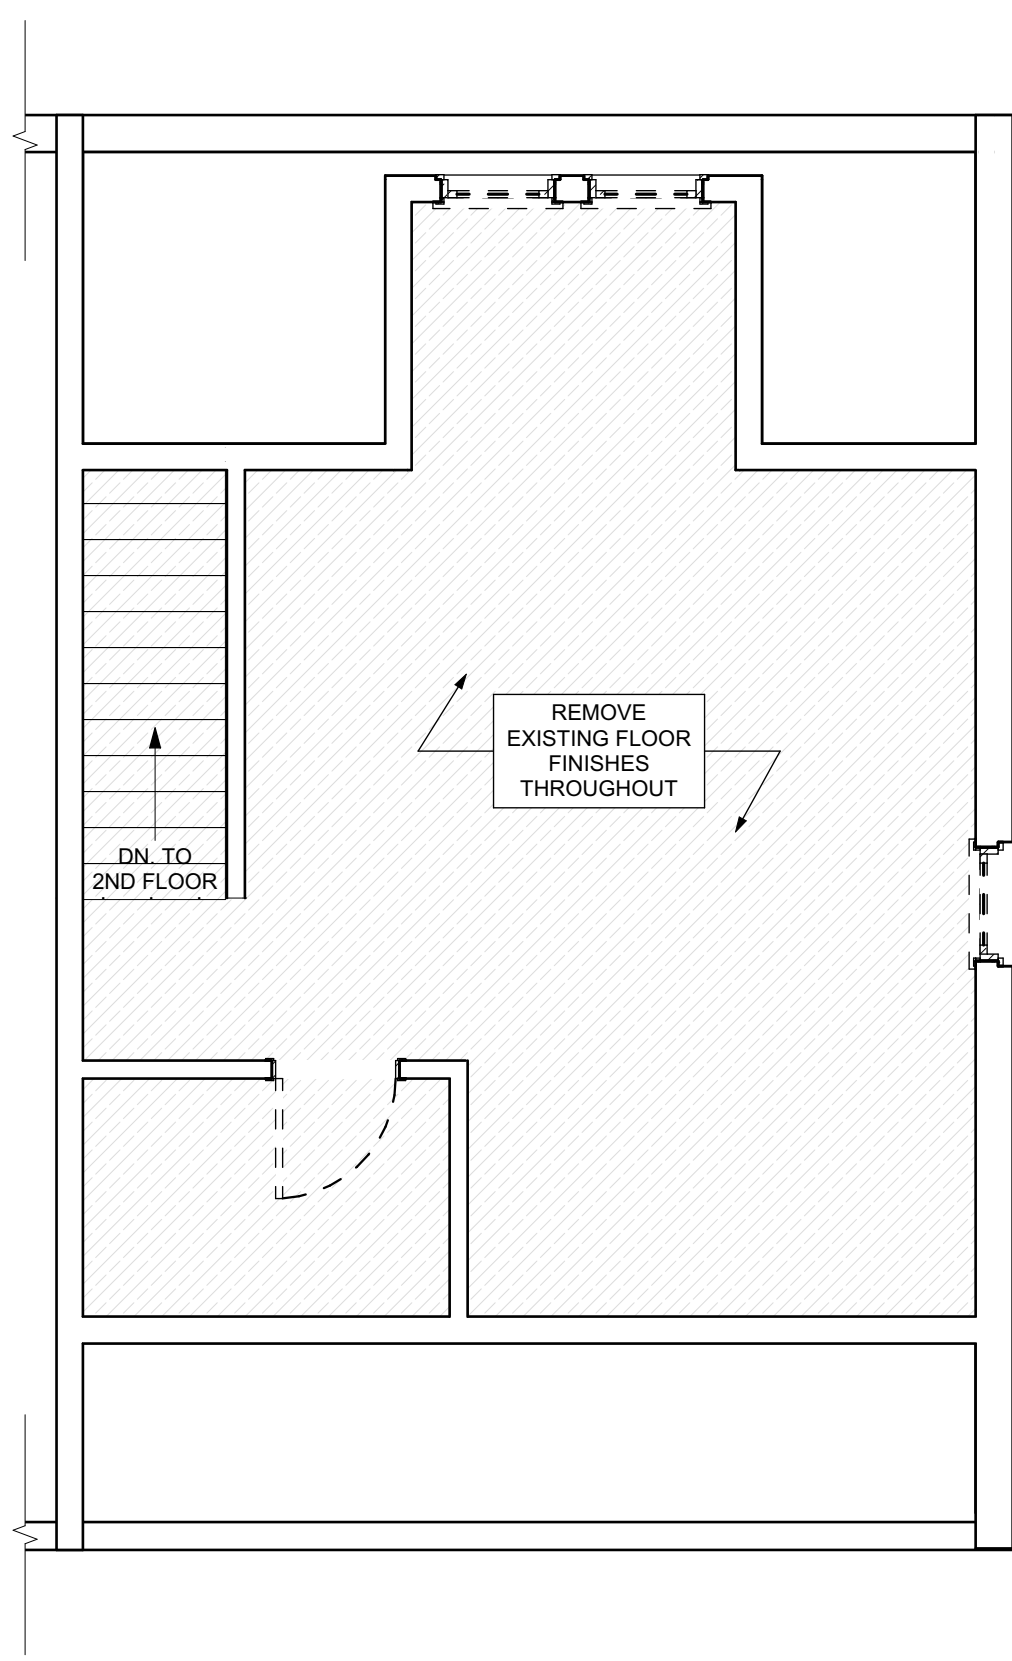 REMOVE
EXISTING FLOOR
FINISHES
THROUGHOUT
DN. TO
2ND FLOOR